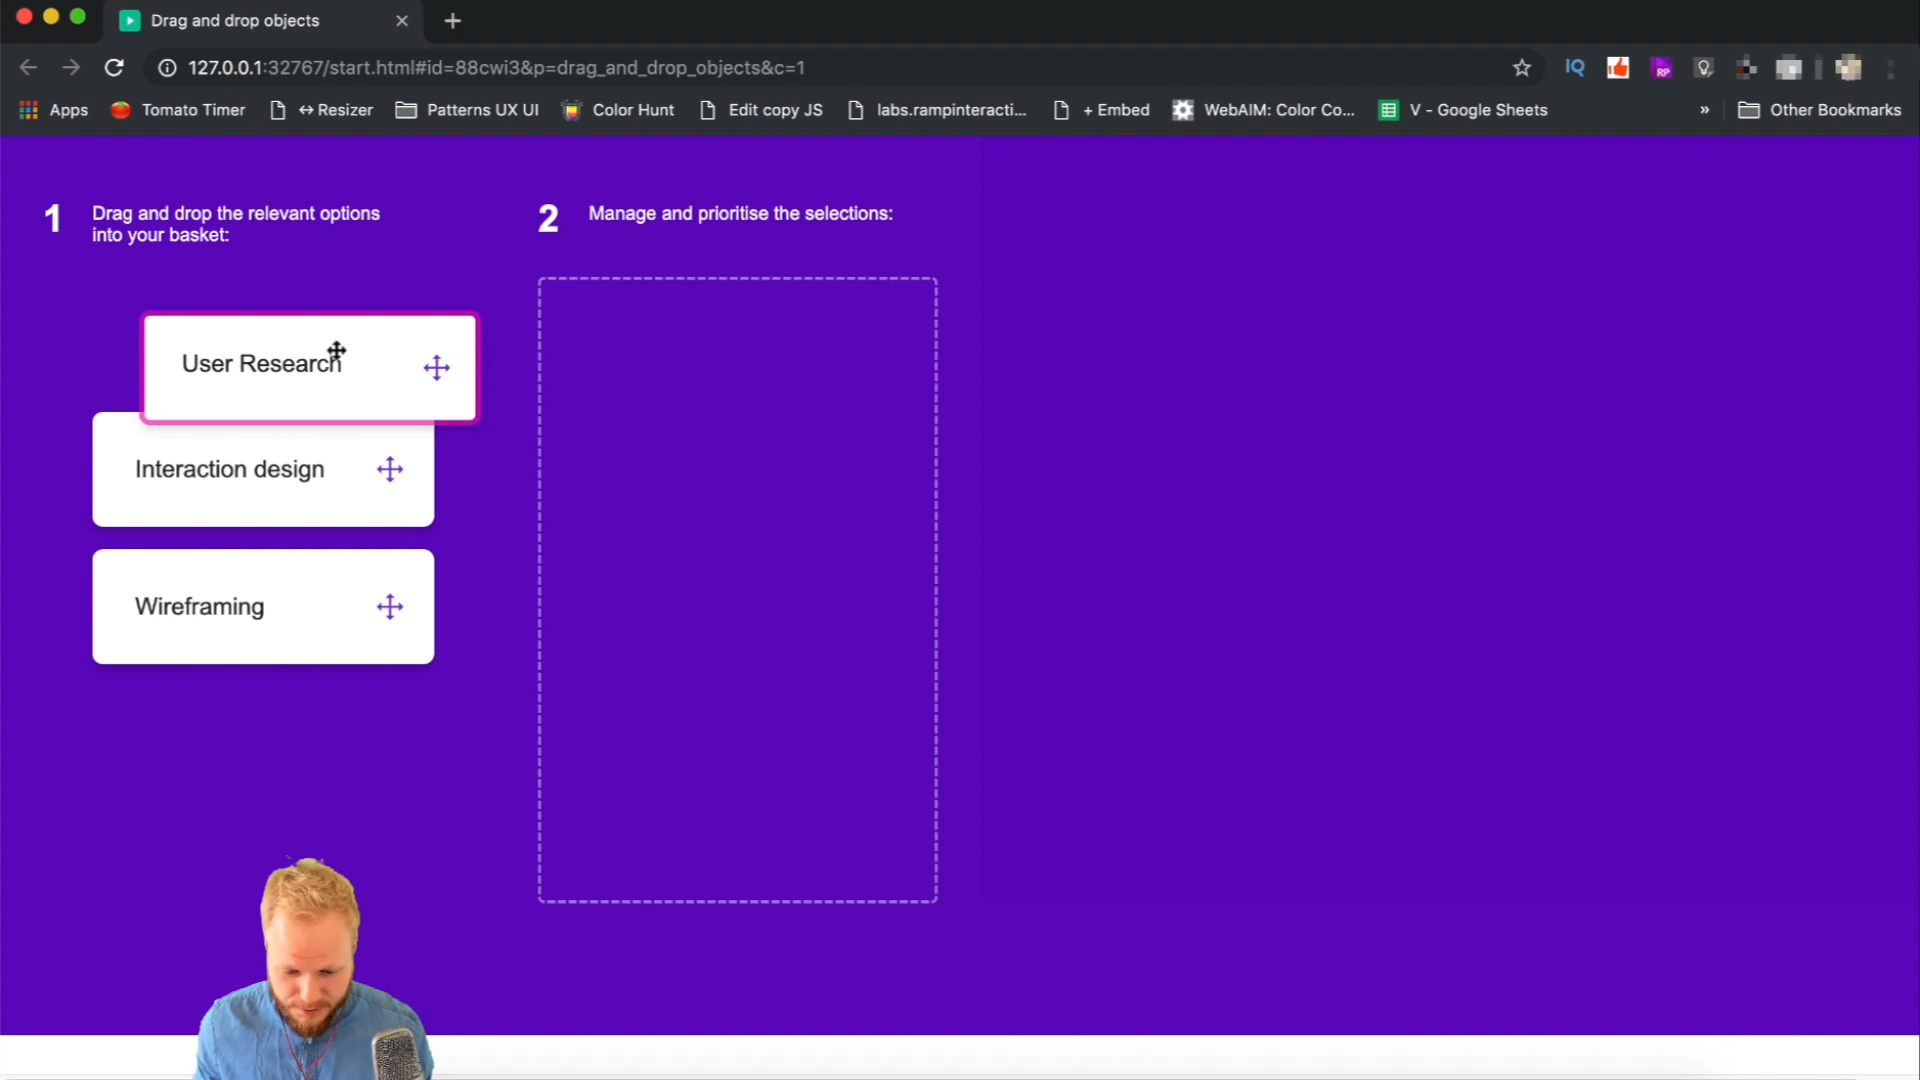 Drag and drop objects
127.0.0.1:32767/start.html#id=88cwi3&p=drag_and_drop_objects&c=1
IQ
RP
Apps
Tomato Timer
↔Resizer
Patterns UX UI
Color Hunt
Edit copy JS
labs.rampinteracti...
+ Embed
WebAIM: Color Co...
V - Google Sheets
»
Other Bookmarks
1
Drag and drop the relevant options
into your basket:
2
Manage and prioritise the selections:
User Research
Interaction design
Wireframing